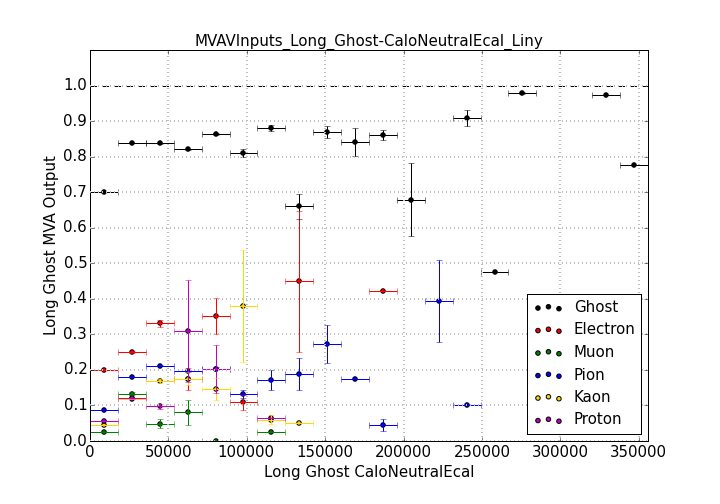 MVAVInputs_Long_Ghost-CaloNeutralEcal_Liny
Long Ghost MVA Output
1.0
0.9
0.8
0.7
0.6
0.5
0.4
0.3
0.2
0.1
0.0
Ghost
Electron
Muon
Pion
Kaon
Proton
0 50000 100000 150000 200000 250000 300000 350000
Long Ghost CaloNeutralEcal